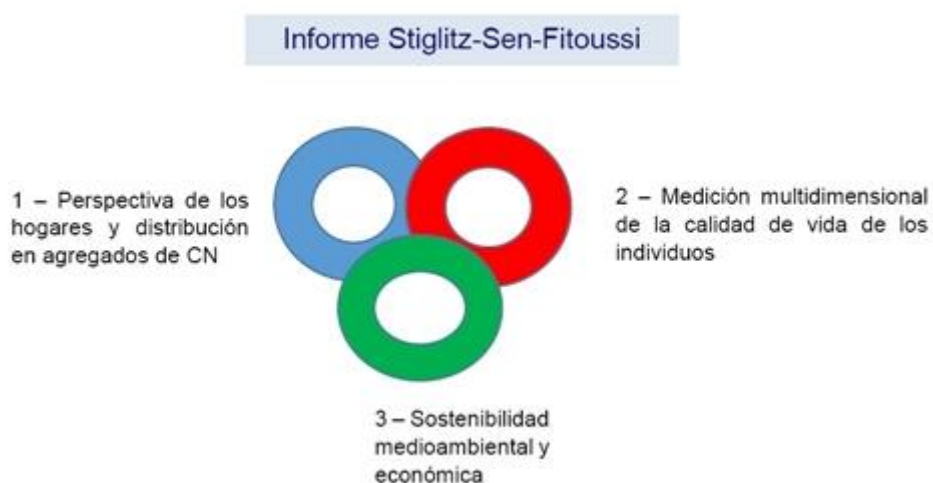 Informe Stiglitz-Sen-Fitoussi
1 – Perspectiva de los
hogares y distribución
en agregados de CN
2 – Medición multidimensional
de la calidad de vida de los
individuos
3 – Sostenibilidad
medioambiental y
económica